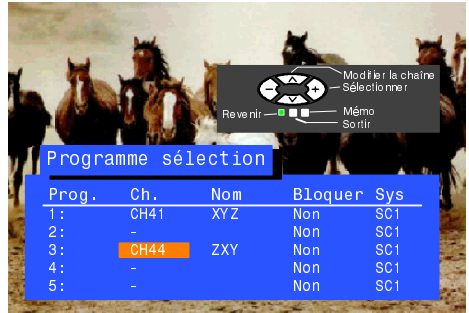 Modifier la chaîne
Sélectionner
Revenir
Mémo
Sortir
Programme sélection
Prog. Ch. Nom Bloquer Sys
1: CH41 XYZ Non SC1
2: - Non SC1
3: CH44 ZXY Non SC1
4: - Non SC1
5: - Non SC1